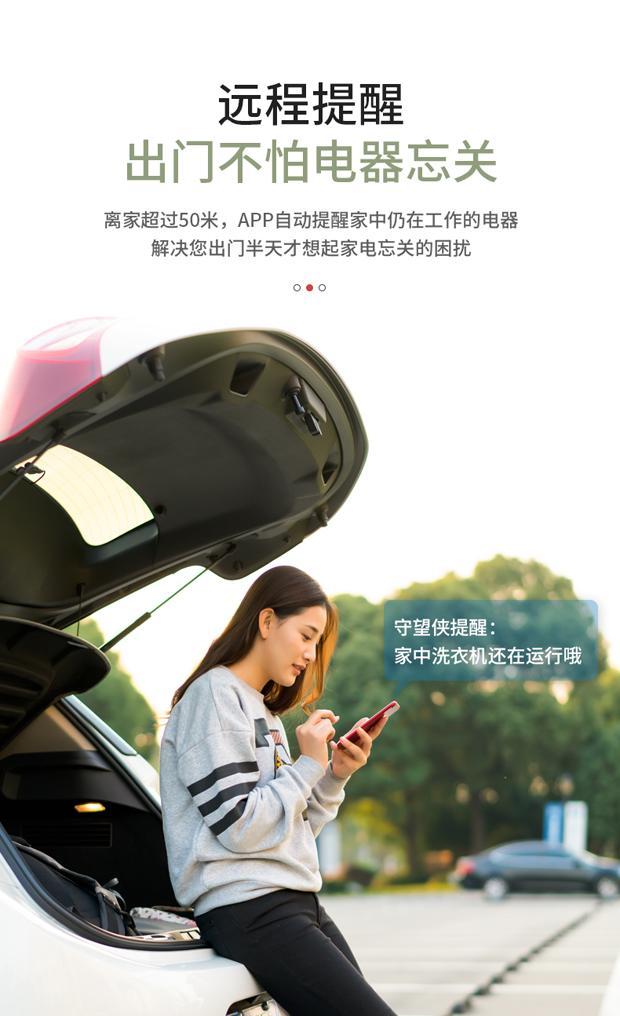 远程提醒
出门不怕电器忘关
离家超过50米，APP自动提醒家中仍在工作的电器
解决您出门半天才想起家电忘关的困扰
守望侠提醒：
家中洗衣机还在运行哦